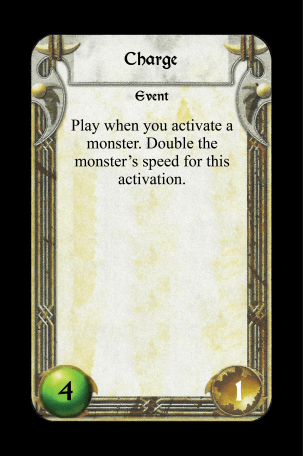 Charge
Event
Play when you activate a
monster. Double the
monster's speed for this
activation.
4
1